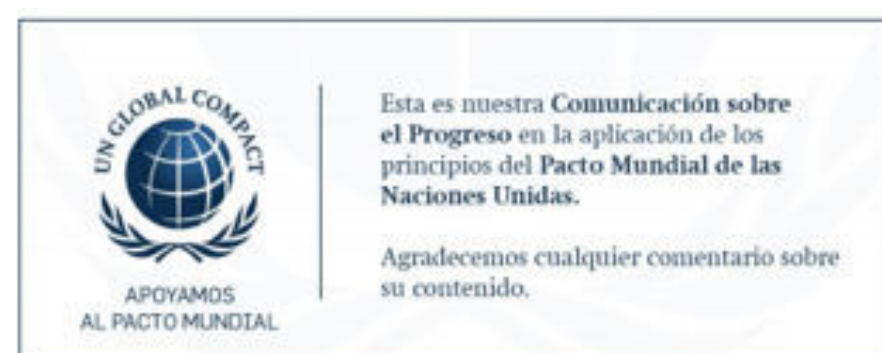 UN GLOBAL COMPACT
APOYAMOS
AL PACTO MUNDIAL
Esta es nuestra Comunicación sobre
el Progreso en la aplicación de los
principios del Pacto Mundial de las
Naciones Unidas.
Agradecemos cualquier comentario sobre
su contenido.